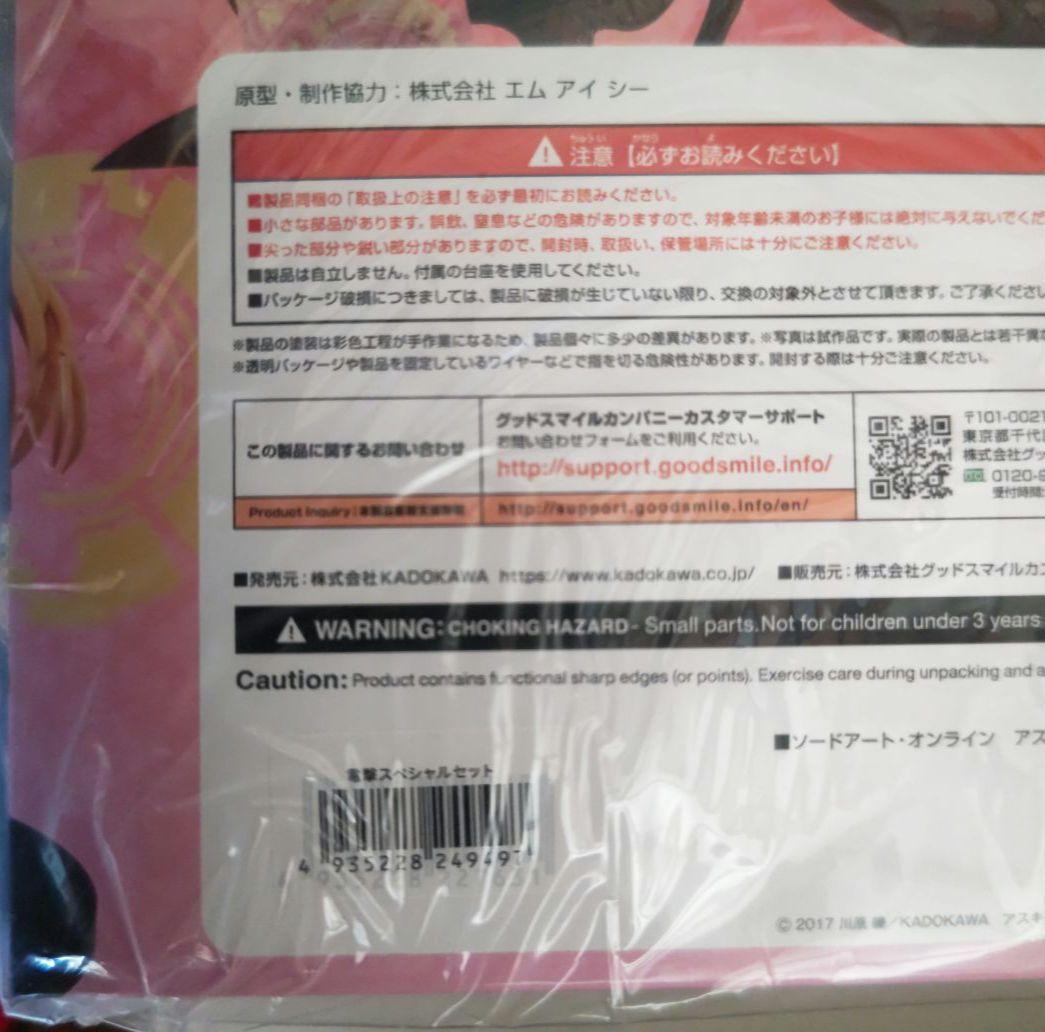 原型・制作協力：株式会社 エム アイ シー
注意【必ずお読みください】
■製品同梱の「取扱上の注意」を必ず最初にお読みください。
■小さな部品があります。誤飲、窒息などの危険がありますので、対象年齢未満のお子様には絶対に与えないでくだ
■尖った部分や鋭い部分がありますので、開封時、取扱い、保管場所には十分にご注意ください。
■製品は自立しません。付属の台座を使用してください。
■パッケージ破損につきましては、製品に破損が生じていない限り、交換の対象外とさせて頂きます。ご了承くださ
※製品の塗装は彩色工程が手作業になるため、製品個々に多少の差異があります。※写真は試作品です。実際の製品とは若干異
※透明パッケージや製品を固定しているワイヤーなどで指を切る危険性があります。開封する際は十分ご注意ください。
この製品に関するお問い合わせ
グッドスマイルカンパニーカスタマーサポート
お問い合わせフォームをご利用ください。
http://support.goodsmile.info/
Product Inquiry
http://support.goodsmile.info/en/
〒101-0021
東京都千代
株式会社グッ
0120-
受付時間
■発売元：株式会社KADOKAWA https://www.kadokawa.co.jp/ ■販売元：株式会社グッドスマイルカン
WARNING: CHOKING HAZARD- Small parts. Not for children under 3 years
Caution: Product contains functional sharp edges (or points). Exercise care during unpacking and a
■ソードアート・オンライン アス
電撃スペシャルセット
4 935228 249497
© 2017 川原 礫／KADOKAWA アスキ